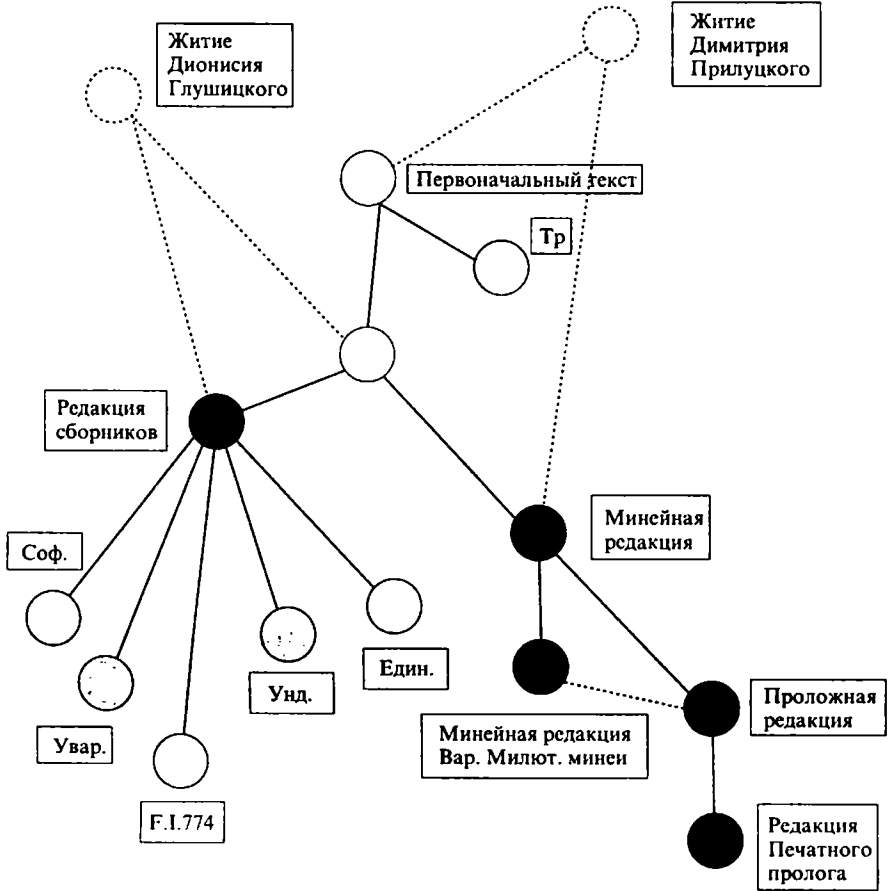 Житие
Дионисия
Глушицкого
Житие
Димитрия
Прилуцкого
Первоначальный текст
Тр
Редакция
сборников
Минейная
редакция
Соф.
Увар.
F.I.774
Унд.
Един.
Минейная редакция
Вар. Милют. минеи
Проложная
редакция
Редакция
Печатного
пролога